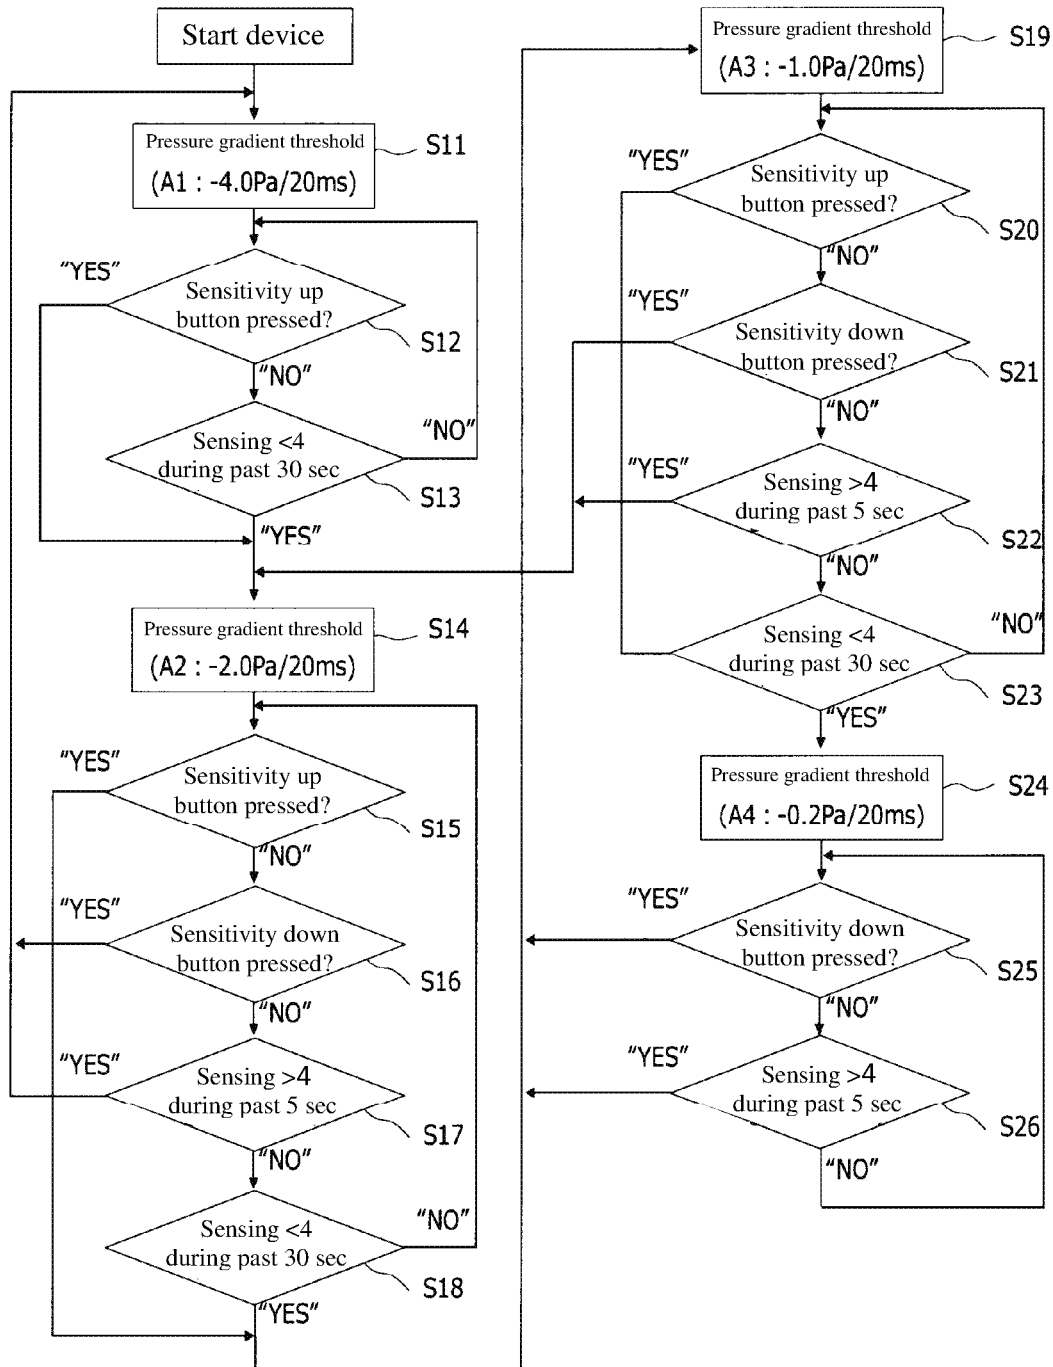 Start device
Pressure gradient threshold
(A1 : -4.0Pa/20ms)
S11
"YES"
Sensitivity up
button pressed?
S12
"NO"
Sensing <4
during past 30 sec
"NO"
S13
"YES"
Pressure gradient threshold
(A2 : -2.0Pa/20ms)
S14
"YES"
Sensitivity up
button pressed?
S15
"NO"
"YES"
Sensitivity down
button pressed?
S16
"NO"
"YES"
Sensing >4
during past 5 sec
S17
"NO"
Sensing <4
during past 30 sec
"NO"
S18
"YES"
Pressure gradient threshold
(A3 : -1.0Pa/20ms)
S19
"YES"
Sensitivity up
button pressed?
S20
"NO"
"YES"
Sensitivity down
button pressed?
S21
"NO"
"YES"
Sensing >4
during past 5 sec
S22
"NO"
Sensing <4
during past 30 sec
"NO"
S23
"YES"
Pressure gradient threshold
(A4 : -0.2Pa/20ms)
S24
"YES"
Sensitivity down
button pressed?
S25
"NO"
"YES"
Sensing >4
during past 5 sec
S26
"NO"